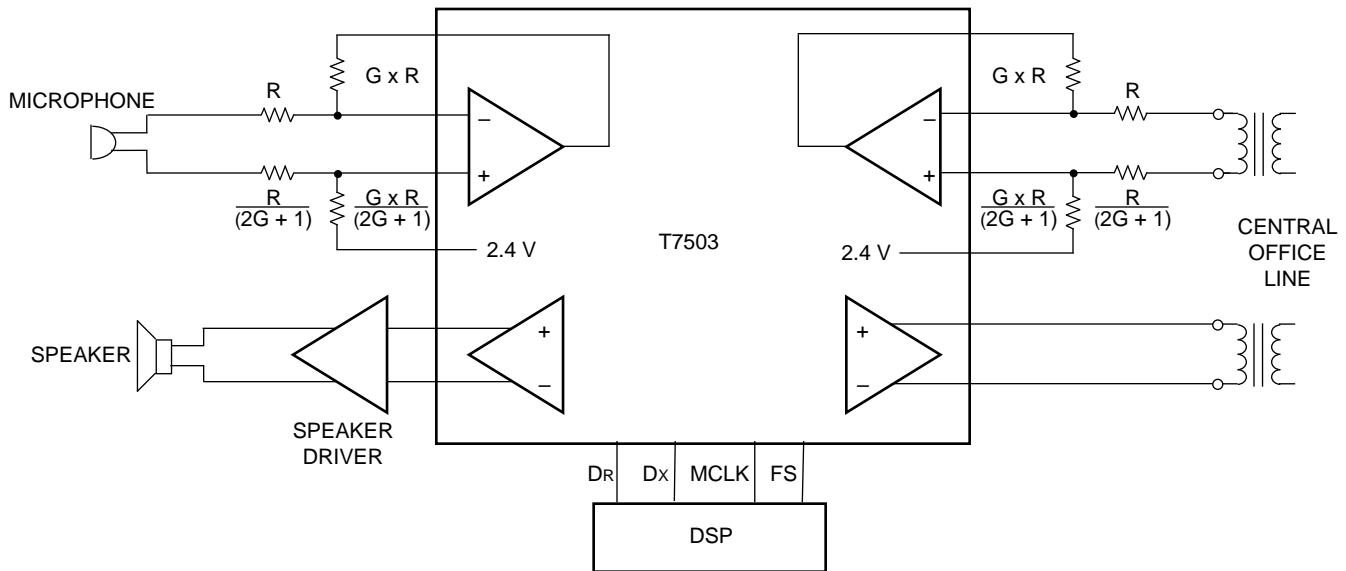 G x R
G x R
R
R
MICROPHONE
−
−
+
+
R
(2G + 1)
G x R
(2G + 1)
G x R
(2G + 1)
R
(2G + 1)
2.4 V
T7503
2.4 V
CENTRAL
OFFICE
LINE
+
+
SPEAKER
−
−
SPEAKER
DRIVER
DR
DX
MCLK
FS
DSP